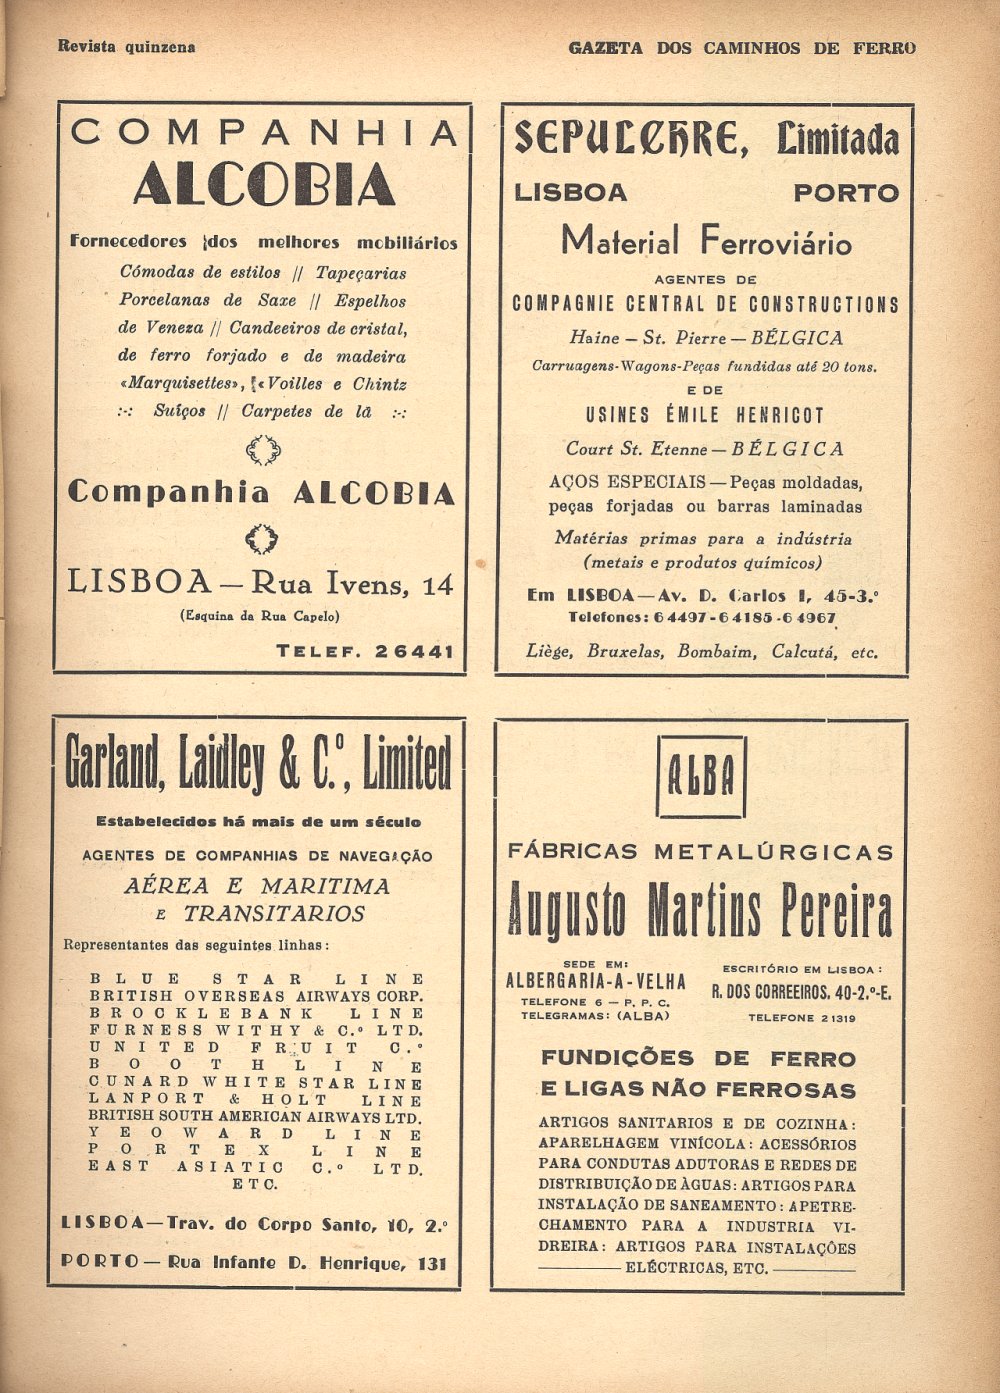 Revista quinzena
GAZETA DOS CAMINHOS DE FERRO
COMPANHIA
ALCOBIA
Fornecedores dos melhores mobiliários
Cómodas de estilos // Tapeçarias
Porcelanas de Saxe // Espelhos
de Veneza // Candeeiros de cristal,
de ferro forjado e de madeira
«Marquisettes», «Voilles e Chintz
:-: Suíços // Carpetes de lã :-:
Companhia ALCOBIA
LISBOA — Rua Ivens, 14
(Esquina da Rua Capelo)
TELEF. 26441
SEPULCHRE, Limitada
LISBOA PORTO
Material Ferroviário
AGENTES DE
COMPAGNIE CENTRAL DE CONSTRUCTIONS
Haine — St. Pierre — BÉLGICA
Carruagens-Wagons-Peças fundidas até 20 tons.
E DE
USINES ÉMILE HENRICOT
Court St. Etenne — BÉLGICA
AÇOS ESPECIAIS — Peças moldadas,
peças forjadas ou barras laminadas
Matérias primas para a indústria
(metais e produtos químicos)
Em LISBOA — Av. D. Carlos I, 45-3.º
Telefones: 64497-64185-64967
Liège, Bruxelas, Bombaim, Calcutá, etc.
Garland, Laidley & C.º, Limited
Estabelecidos há mais de um século
AGENTES DE COMPANHIAS DE NAVEGAÇÃO
AÉREA E MARITIMA
E TRANSITARIOS
Representantes das seguintes linhas:
BLUE STAR LINE
BRITISH OVERSEAS AIRWAYS CORP.
BROCKLEBANK LINE
FURNESS WITHY & C.º LTD.
UNITED FRUIT C.º
BOOTH LINE
CUNARD WHITE STAR LINE
LANPORT & HOLT LINE
BRITISH SOUTH AMERICAN AIRWAYS LTD.
YEOWARD LINE
PORTEX LINE
EAST ASIATIC C.º LTD.
ETC.
LISBOA — Trav. do Corpo Santo, 10, 2.º
PORTO — Rua Infante D. Henrique, 131
ALBA
FÁBRICAS METALÚRGICAS
Augusto Martins Pereira
SEDE EM:
ALBERGARIA-A-VELHA
TELEFONE 6 — P. P. C.
TELEGRAMAS: (ALBA)
ESCRITÓRIO EM LISBOA:
R. DOS CORREEIROS, 40-2.º-E.
TELEFONE 21319
FUNDIÇÕES DE FERRO
E LIGAS NÃO FERROSAS
ARTIGOS SANITARIOS E DE COZINHA:
APARELHAGEM VINÍCOLA: ACESSÓRIOS
PARA CONDUTAS ADUTORAS E REDES DE
DISTRIBUIÇÃO DE ÀGUAS: ARTIGOS PARA
INSTALAÇÃO DE SANEAMENTO: APETRE-
CHAMENTO PARA A INDUSTRIA VI-
DREIRA: ARTIGOS PARA INSTALAÇÔES
ELÉCTRICAS, ETC.